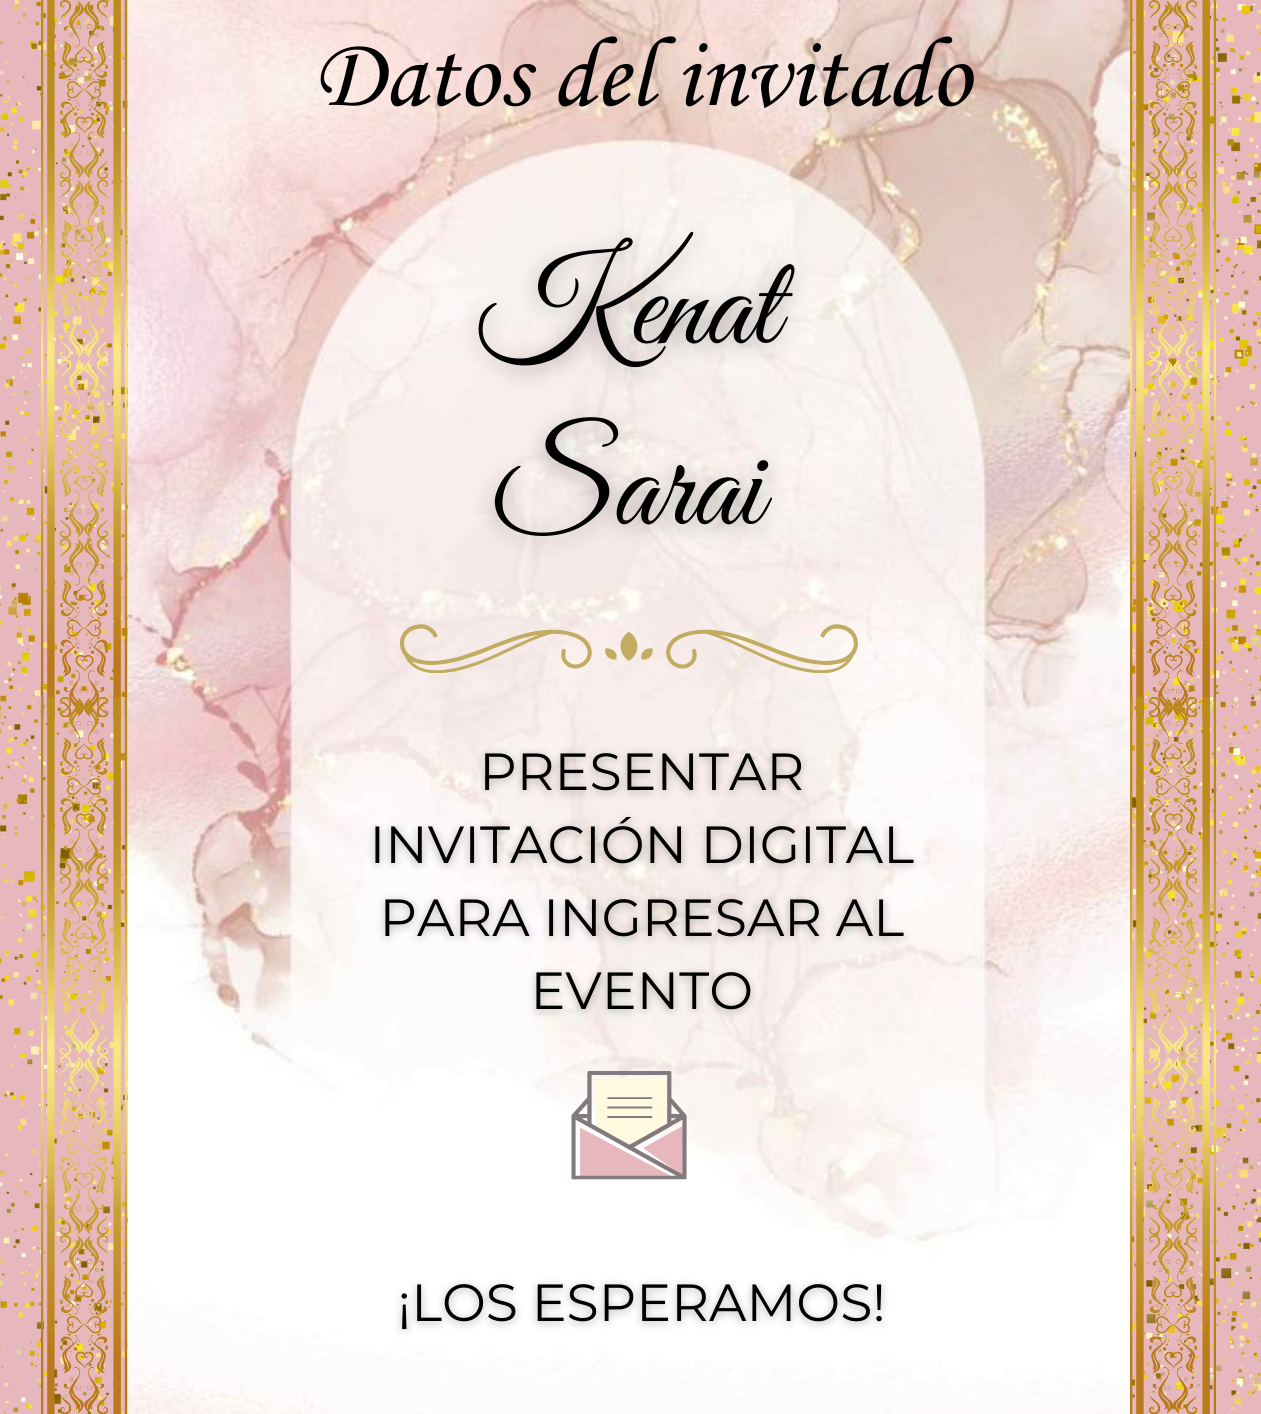 Datos del invitado
Kenat
Sarai
PRESENTAR
INVITACIÓN DIGITAL
PARA INGRESAR AL
EVENTO
¡LOS ESPERAMOS!